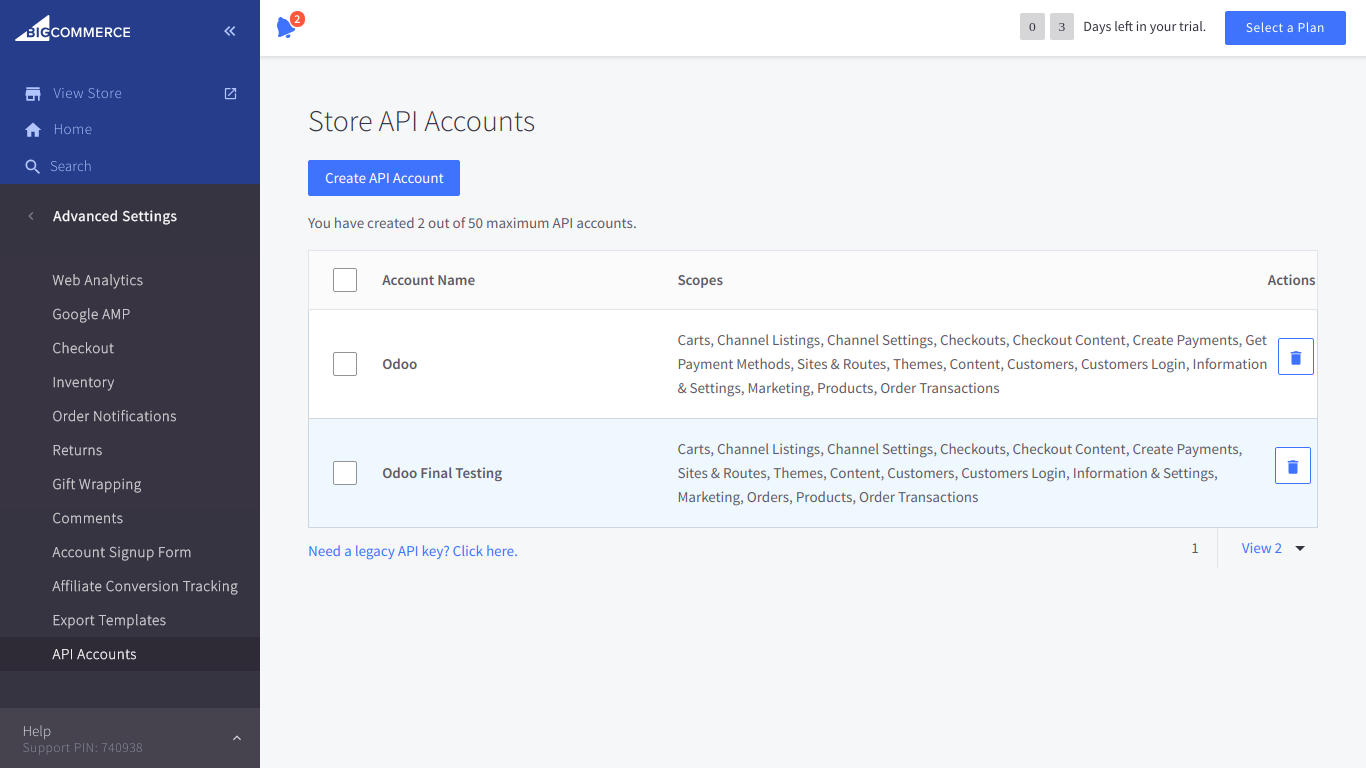 BIGCOMMERCE
View Store
Home
Search
Advanced Settings
Web Analytics
Google AMP
Checkout
Inventory
Order Notifications
Returns
Gift Wrapping
Comments
Account Signup Form
Affiliate Conversion Tracking
Export Templates
API Accounts
Help
Support PIN: 740938
2
0 3 Days left in your trial. Select a Plan
Store API Accounts
Create API Account
You have created 2 out of 50 maximum API accounts.
Account Name Scopes Actions
Odoo
Carts, Channel Listings, Channel Settings, Checkouts, Checkout Content, Create Payments, Get
Payment Methods, Sites & Routes, Themes, Content, Customers, Customers Login, Information
& Settings, Marketing, Products, Order Transactions
Odoo Final Testing
Carts, Channel Listings, Channel Settings, Checkouts, Checkout Content, Create Payments,
Sites & Routes, Themes, Content, Customers, Customers Login, Information & Settings,
Marketing, Orders, Products, Order Transactions
Need a legacy API key? Click here.
1 View 2